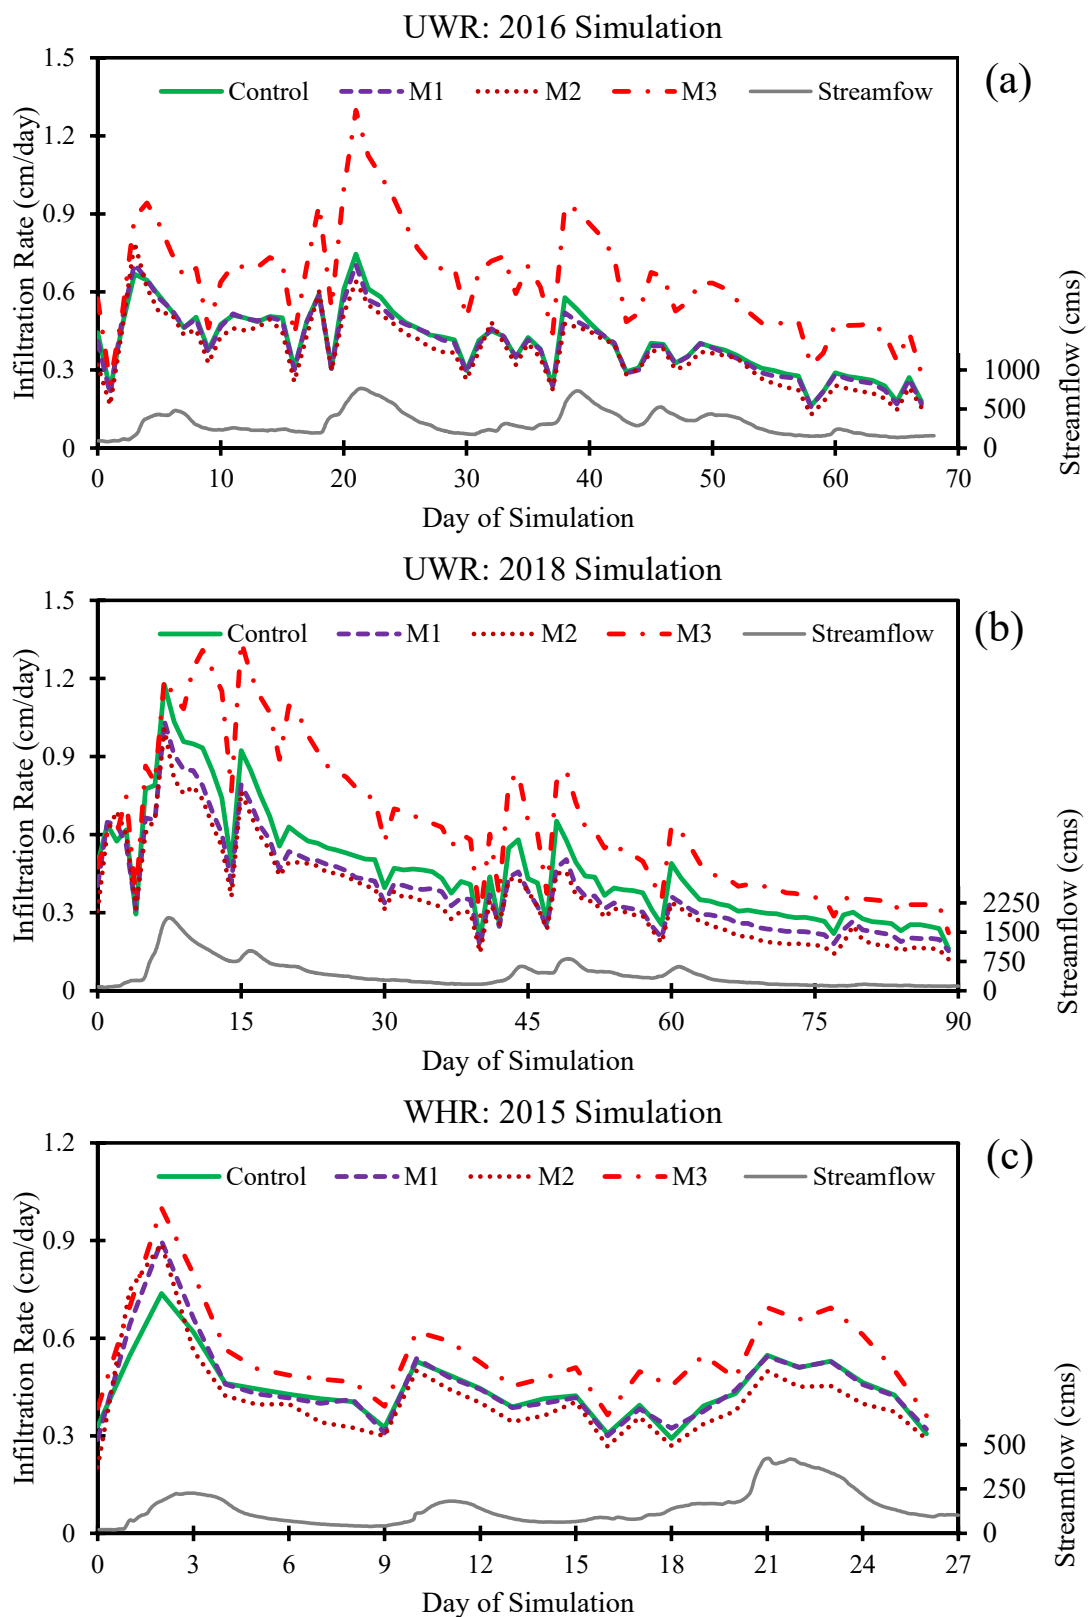 UWR: 2016 Simulation
(a)
Control M1 M2 M3 Streamfow
Infiltration Rate (cm/day)
1.5
1.2
0.9
0.6
0.3
0
Streamflow (cms)
1000
500
0
0 10 20 30 40 50 60 70
Day of Simulation
UWR: 2018 Simulation
(b)
Control M1 M2 M3 Streamflow
Infiltration Rate (cm/day)
1.5
1.2
0.9
0.6
0.3
0
Streamflow (cms)
2250
1500
750
0
0 15 30 45 60 75 90
Day of Simulation
WHR: 2015 Simulation
(c)
Control M1 M2 M3 Streamflow
Infiltration Rate (cm/day)
1.2
0.9
0.6
0.3
0
Streamflow (cms)
500
250
0
0 3 6 9 12 15 18 21 24 27
Day of Simulation